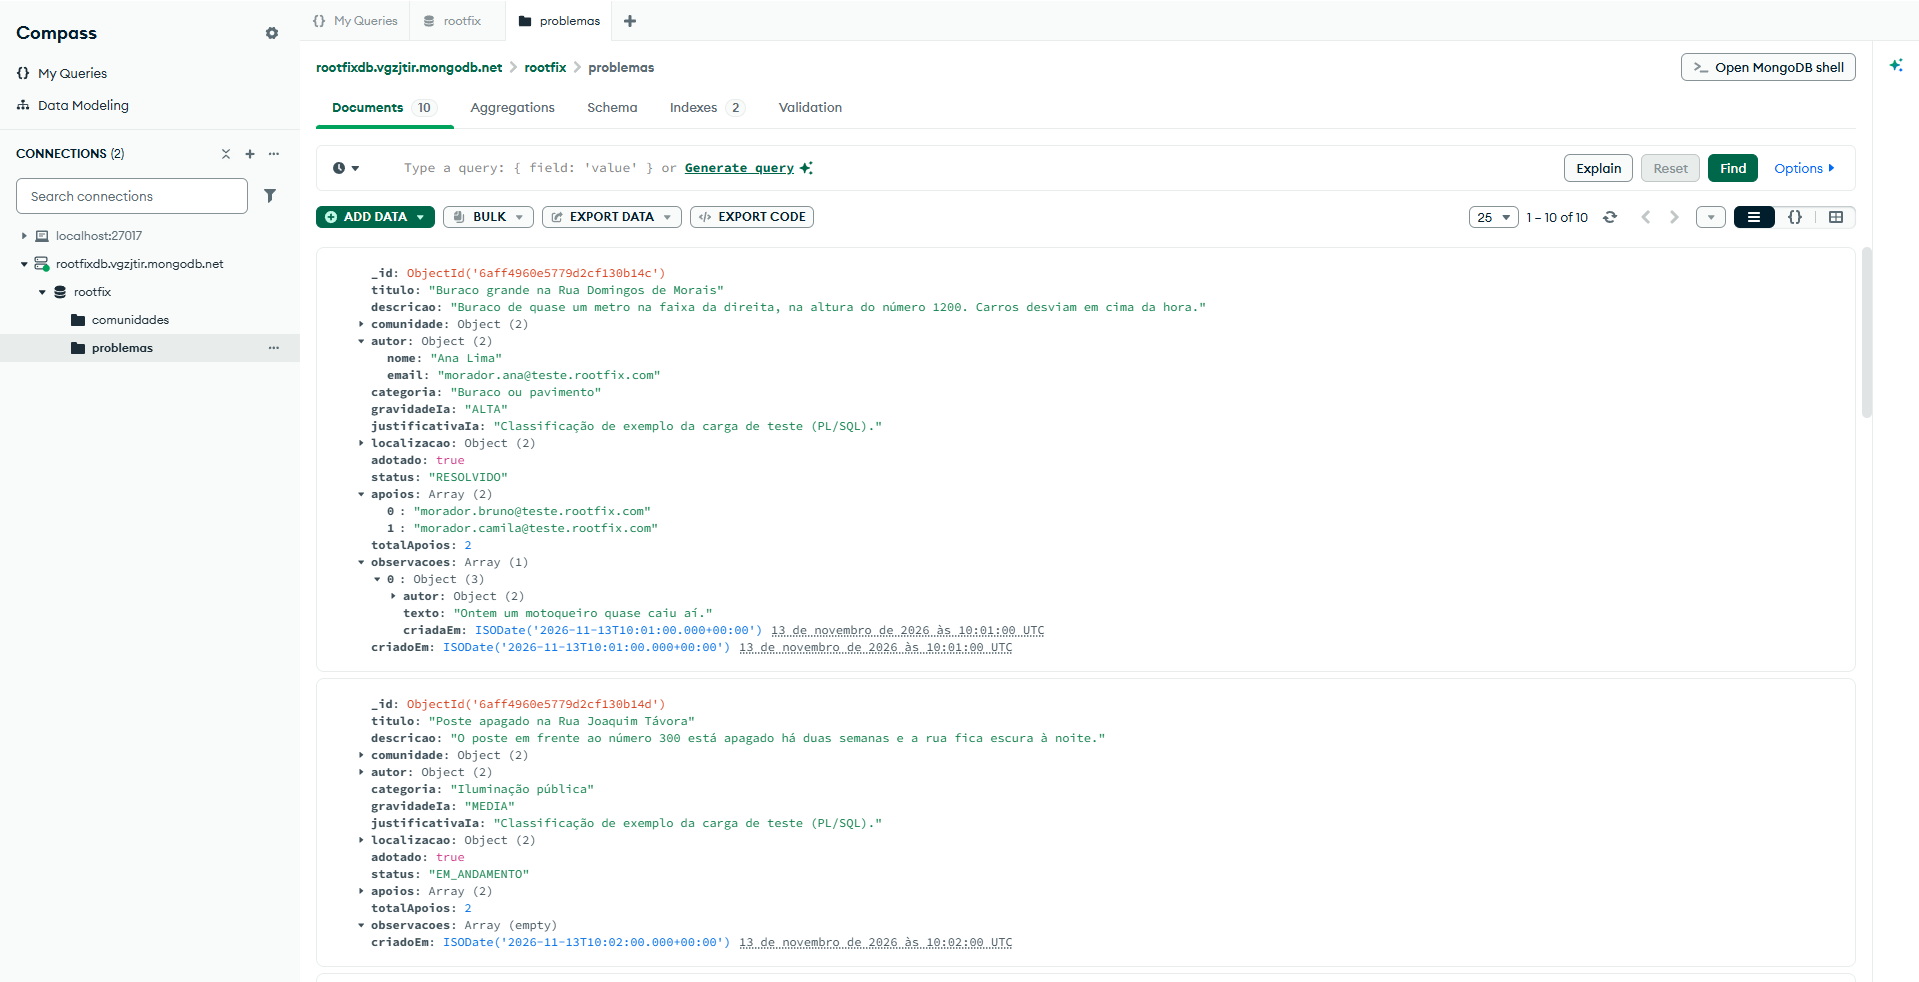 Compass
My Queries
Data Modeling
CONNECTIONS (2)
Search connections
localhost:27017
rootfixdb.vgzjtir.mongodb.net
rootfix
comunidades
problemas
My Queries
rootfix
problemas
rootfixdb.vgzjtir.mongodb.net > rootfix > problemas
>_ Open MongoDB shell
Documents 10 Aggregations Schema Indexes 2 Validation
Type a query: { field: 'value' } or Generate query
Explain Reset Find Options
ADD DATA BULK EXPORT DATA EXPORT CODE
25 1 – 10 of 10
_id: ObjectId('6aff4960e5779d2cf130b14c')
titulo: "Buraco grande na Rua Domingos de Morais"
descricao: "Buraco de quase um metro na faixa da direita, na altura do número 1200. Carros desviam em cima da hora."
comunidade: Object (2)
autor: Object (2)
nome: "Ana Lima"
email: "morador.ana@teste.rootfix.com"
categoria: "Buraco ou pavimento"
gravidadeIa: "ALTA"
justificativaIa: "Classificação de exemplo da carga de teste (PL/SQL)."
localizacao: Object (2)
adotado: true
status: "RESOLVIDO"
apoios: Array (2)
0 : "morador.bruno@teste.rootfix.com"
1 : "morador.camila@teste.rootfix.com"
totalApoios: 2
observacoes: Array (1)
0 : Object (3)
autor: Object (2)
texto: "Ontem um motoqueiro quase caiu aí."
criadaEm: ISODate('2026-11-13T10:01:00.000+00:00') 13 de novembro de 2026 às 10:01:00 UTC
criadoEm: ISODate('2026-11-13T10:01:00.000+00:00') 13 de novembro de 2026 às 10:01:00 UTC
_id: ObjectId('6aff4960e5779d2cf130b14d')
titulo: "Poste apagado na Rua Joaquim Távora"
descricao: "O poste em frente ao número 300 está apagado há duas semanas e a rua fica escura à noite."
comunidade: Object (2)
autor: Object (2)
categoria: "Iluminação pública"
gravidadeIa: "MEDIA"
justificativaIa: "Classificação de exemplo da carga de teste (PL/SQL)."
localizacao: Object (2)
adotado: true
status: "EM_ANDAMENTO"
apoios: Array (2)
totalApoios: 2
observacoes: Array (empty)
criadoEm: ISODate('2026-11-13T10:02:00.000+00:00') 13 de novembro de 2026 às 10:02:00 UTC